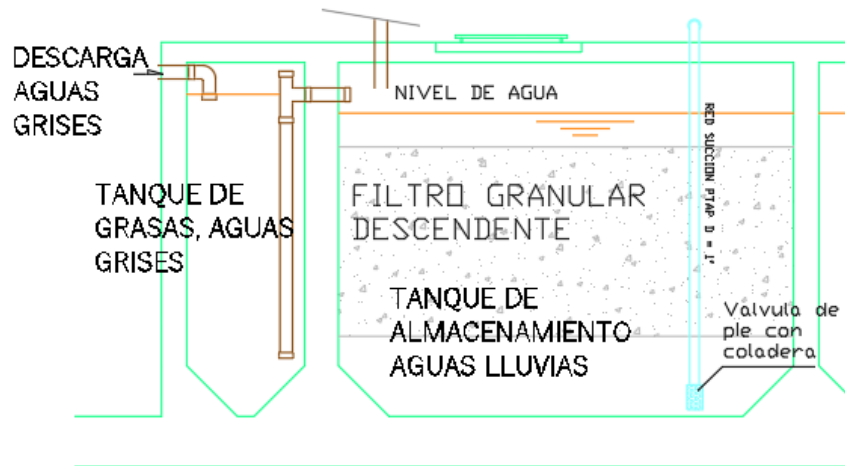 DESCARGA
AGUAS
GRISES
NIVEL DE AGUA
TANQUE DE
GRASAS, AGUAS
GRISES
FILTRO GRANULAR
DESCENDENTE
TANQUE DE
ALMACENAMIENTO
AGUAS LLUVIAS
RED SUCCION PTAP D = 1"
Valvula de
pie con
coladera